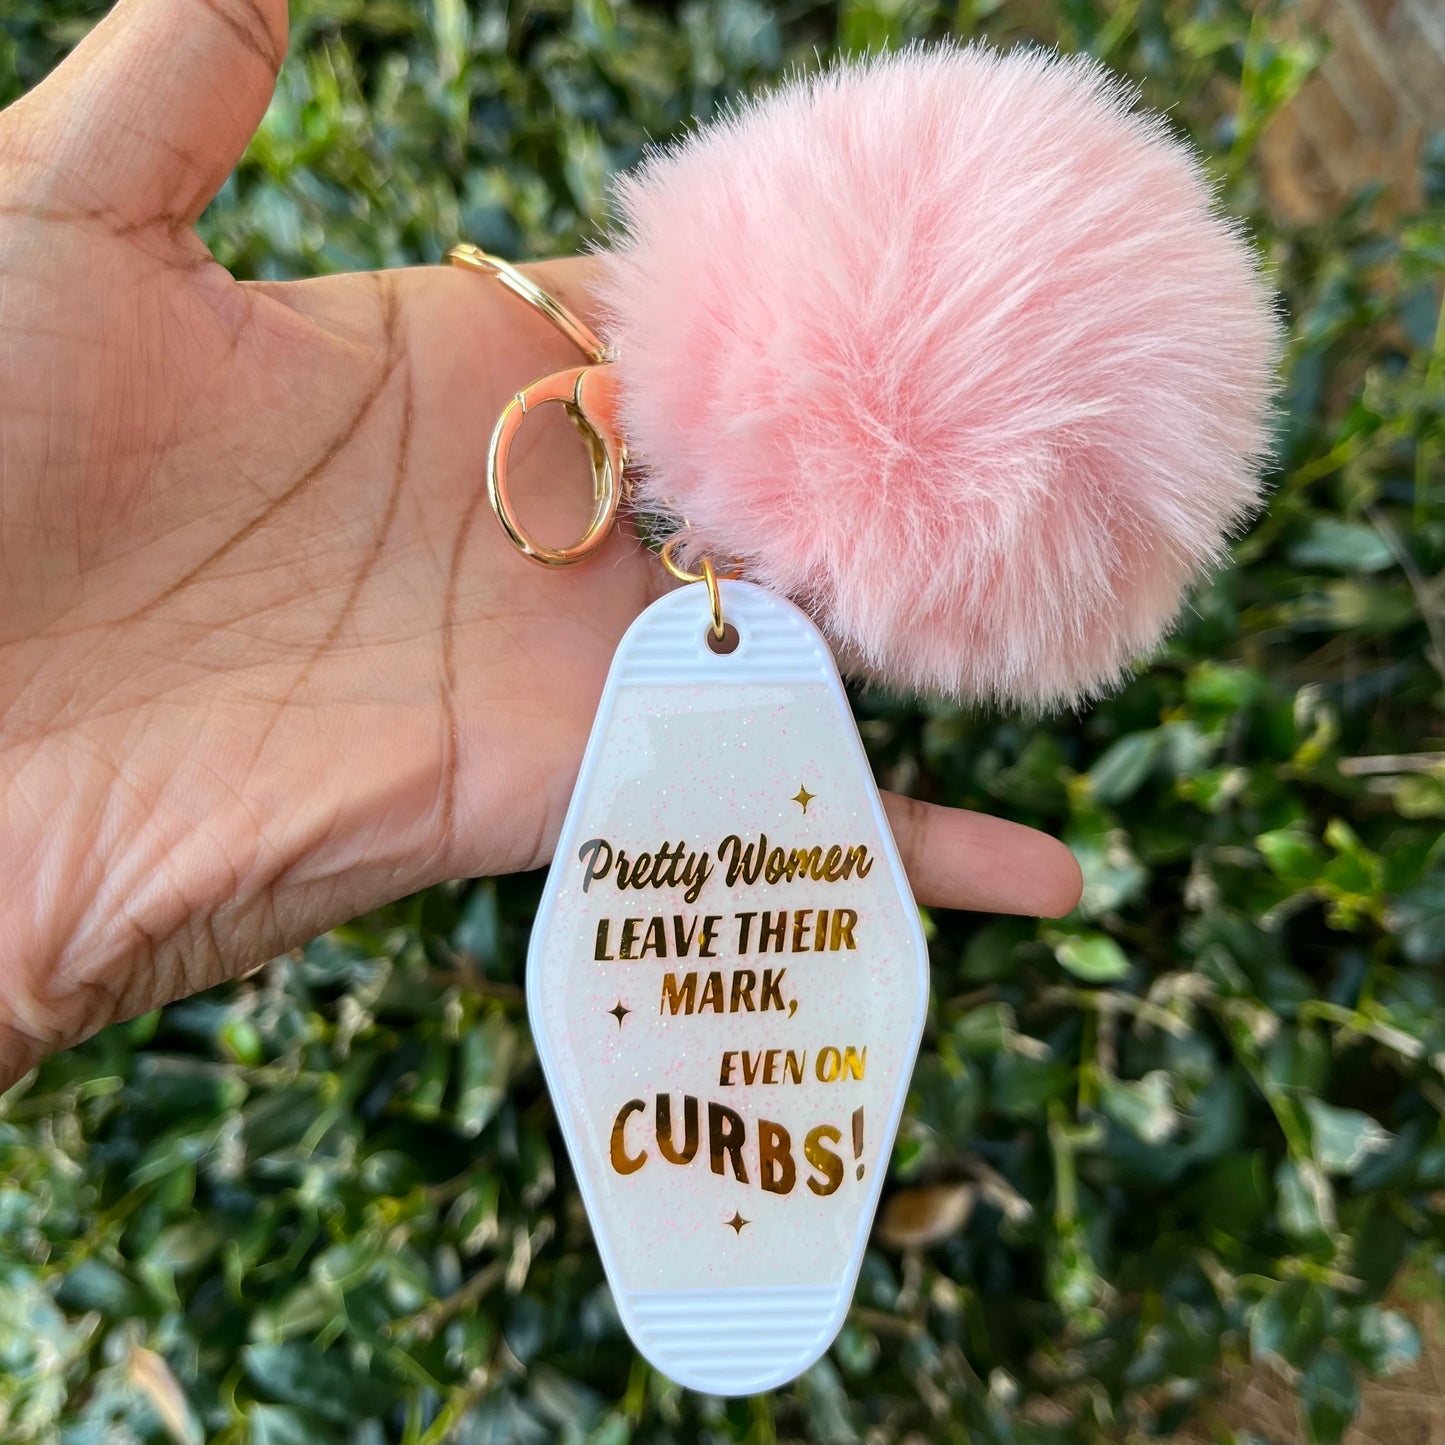 Pretty Women
LEAVE THEIR
MARK,
EVEN ON
CURBS!